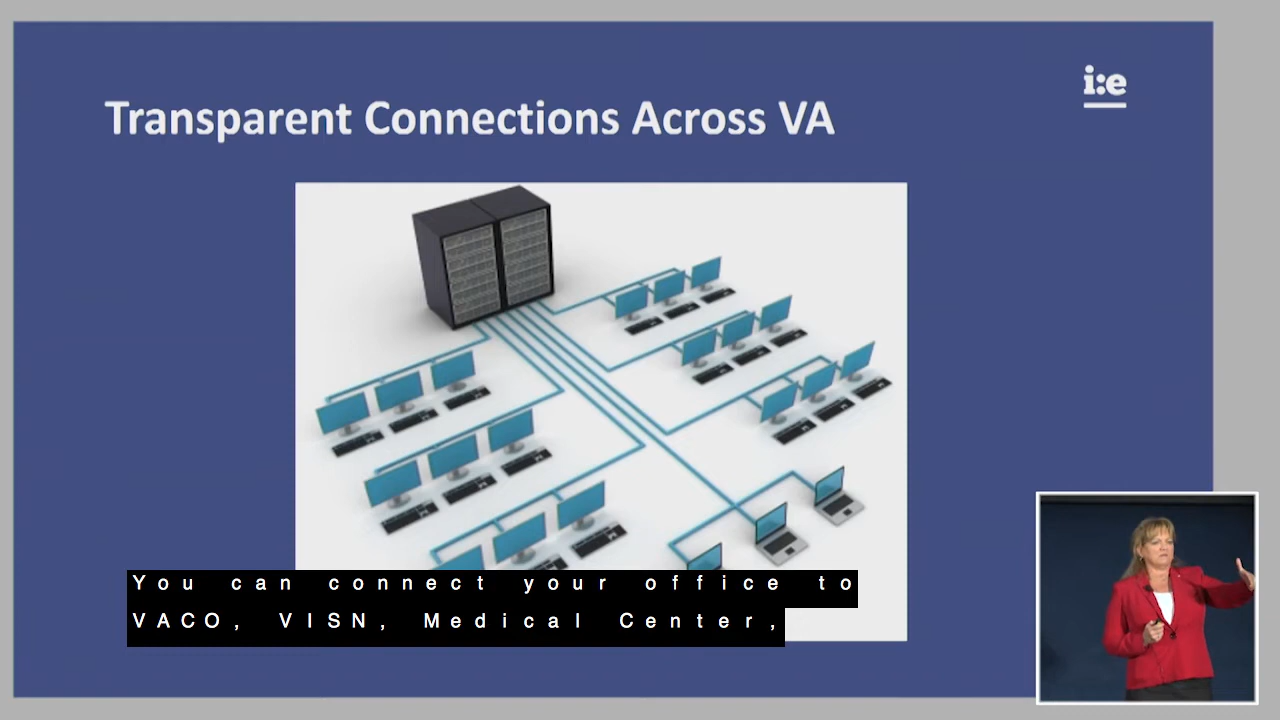 i:e
Transparent Connections Across VA
You can connect your office to
VACO, VISN, Medical Center,